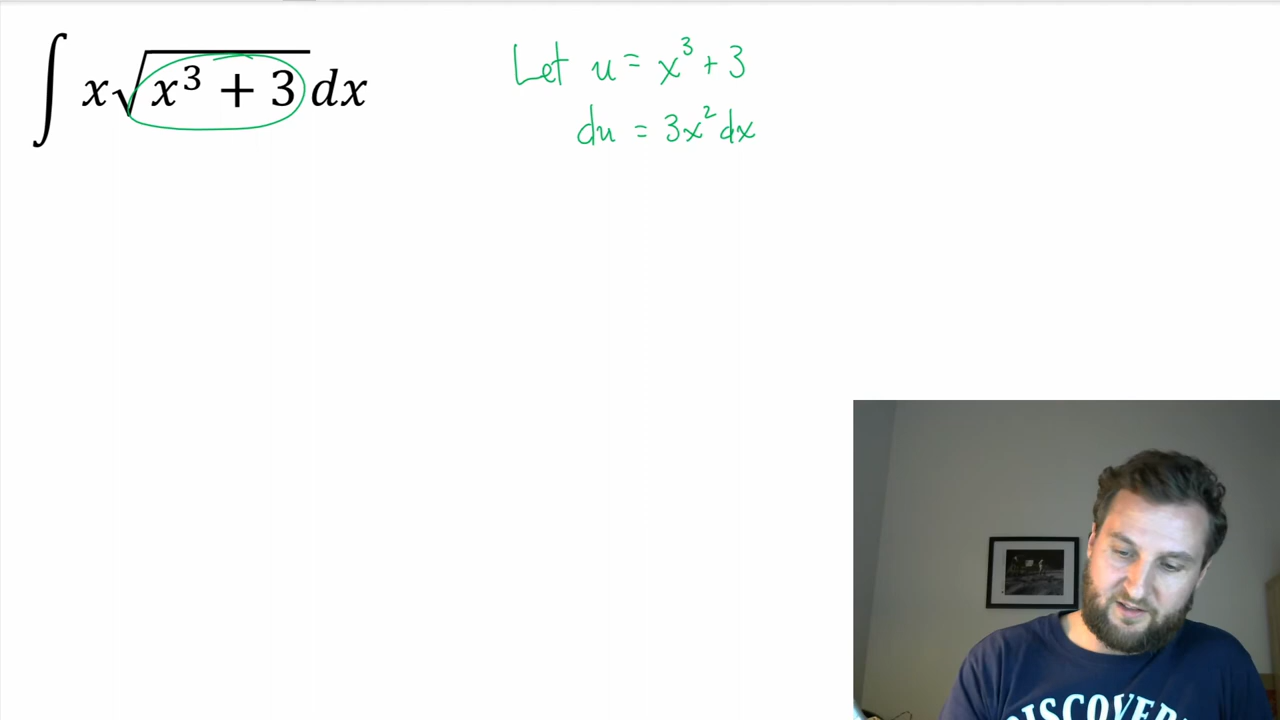 ∫ x√(x³ + 3) dx
Let u = x³ + 3
du = 3x² dx